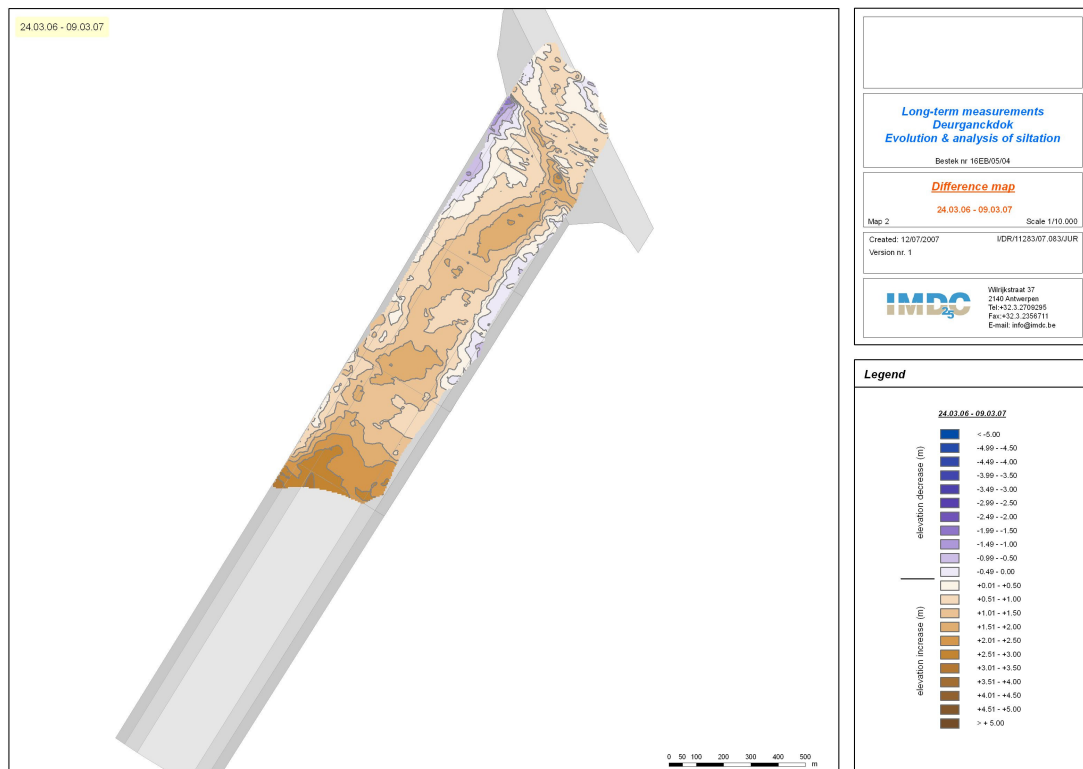 24.03.06 - 09.03.07
0 50 100 200 300 400 500
m
Long-term measurements
Deurganckdok
Evolution & analysis of siltation
Bestek nr 16EB/05/04
Difference map
24.03.06 - 09.03.07
Map 2 Scale 1/10.000
Created: 12/07/2007 I/DR/11283/07.083/JUR
Version nr. 1
IMDC
25
Wilrijkstraat 37
2140 Antwerpen
Tel:+32.3.2709295
Fax:+32.3.2356711
E-mail: info@imdc.be
Legend
24.03.06 - 09.03.07
elevation decrease (m)
< -5.00
-4.99 - -4.50
-4.49 - -4.00
-3.99 - -3.50
-3.49 - -3.00
-2.99 - -2.50
-2.49 - -2.00
-1.99 - -1.50
-1.49 - -1.00
-0.99 - -0.50
-0.49 - 0.00
elevation increase (m)
+0.01 - +0.50
+0.51 - +1.00
+1.01 - +1.50
+1.51 - +2.00
+2.01 - +2.50
+2.51 - +3.00
+3.01 - +3.50
+3.51 - +4.00
+4.01 - +4.50
+4.51 - +5.00
> + 5.00